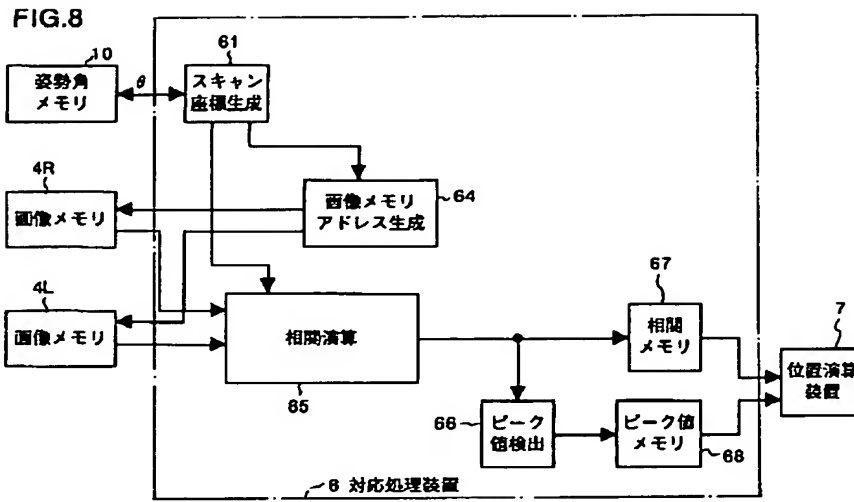 FIG.8
10
姿勢角
メモリ
θ
61
スキャン
座標生成
4R
画像メモリ
画像メモリ
アドレス生成
64
4L
画像メモリ
相関演算
65
67
相関
メモリ
7
位置演算
装置
66
ピーク
値検出
ピーク値
メモリ
68
6 対応処理装置